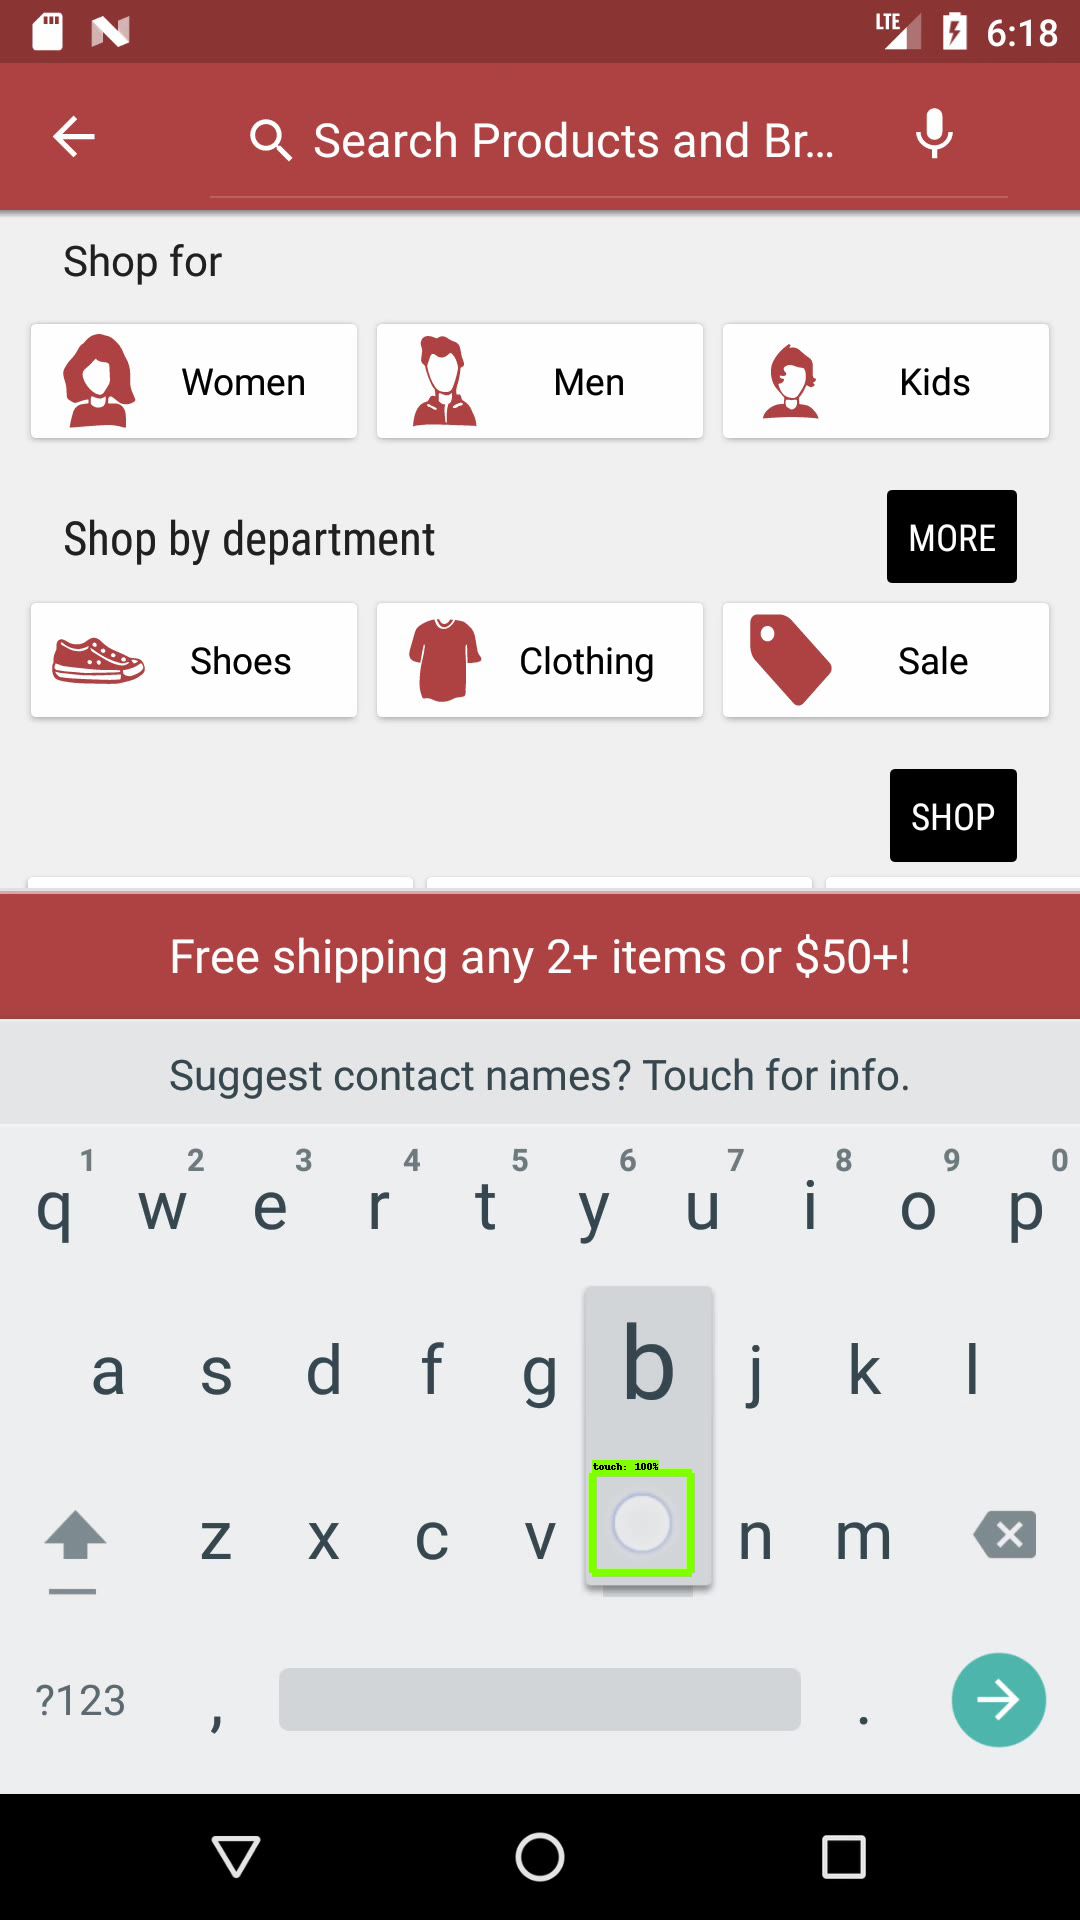 LTE 6:18
Search Products and Br...
Shop for
Women Men Kids
Shop by department MORE
Shoes Clothing Sale
SHOP
Free shipping any 2+ items or $50+!
Suggest contact names? Touch for info.
1 2 3 4 5 6 7 8 9 0
q w e r t y u i o p
a s d f g b j k l
touch: 100%
z x c v n m
?123 , .